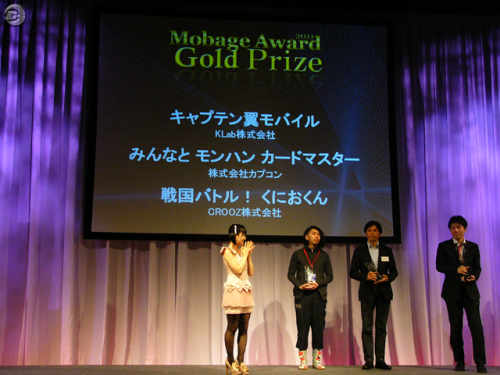 Mobage Award
2011
Gold Prize
キャプテン翼モバイル
KLab株式会社
みんなと モンハン カードマスター
株式会社カプコン
戦国バトル! くにおくん
CROOZ株式会社